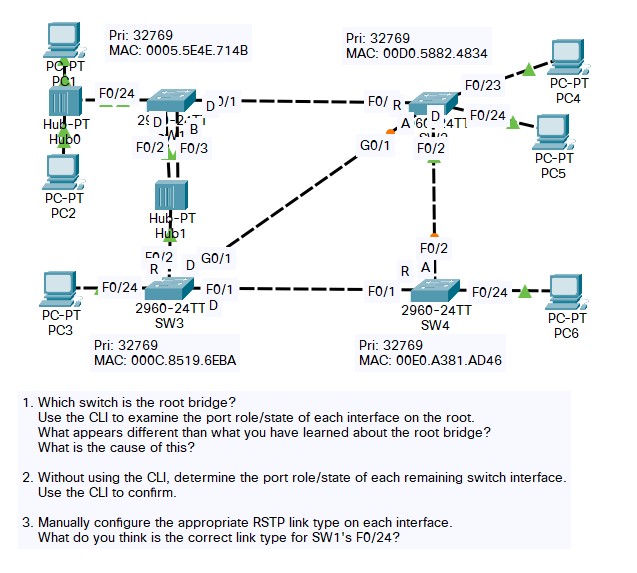 Pri: 32769
MAC: 0005.5E4E.714B
Pri: 32769
MAC: 00D0.5882.4834
PC-PT
PC1
F0/24
D
F0/
R
F0/23
PC-PT
PC4
Hub-PT
Hub0
D
B
A
D
F0/24
F0/2
F0/3
G0/1
F0/2
PC-PT
PC5
PC-PT
PC2
Hub-PT
Hub1
F0/2
G0/1
F0/2
R
D
R
A
F0/24
F0/1
F0/1
F0/24
PC-PT
PC3
2960-24TT
D
SW3
2960-24TT
SW4
PC-PT
PC6
Pri: 32769
MAC: 000C.8519.6EBA
Pri: 32769
MAC: 00E0.A381.AD46
1. Which switch is the root bridge?
Use the CLI to examine the port role/state of each interface on the root.
What appears different than what you have learned about the root bridge?
What is the cause of this?
2. Without using the CLI, determine the port role/state of each remaining switch interface.
Use the CLI to confirm.
3. Manually configure the appropriate RSTP link type on each interface.
What do you think is the correct link type for SW1's F0/24?